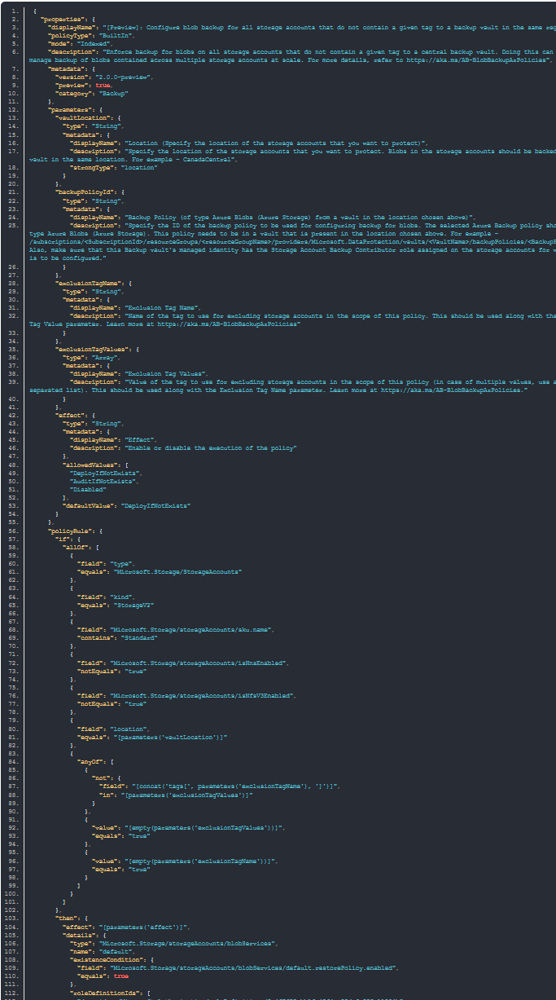 1. {
2. "properties": {
3. "displayName": "[Preview]: Configure blob backup for all storage accounts that do not contain a given tag to a backup vault in the same reg
4. "policyType": "BuiltIn",
5. "mode": "Indexed",
6. "description": "Enforce backup for blobs on all storage accounts that do not contain a given tag to a central backup vault. Doing this can
manage backup of blobs contained across multiple storage accounts at scale. For more details, refer to https://aka.ms/AB-BlobBackupAzPolicies",
7. "metadata": {
8. "version": "2.0.0-preview",
9. "preview": true,
10. "category": "Backup"
11. },
12. "parameters": {
13. "vaultLocation": {
14. "type": "String",
15. "metadata": {
16. "displayName": "Location (Specify the location of the storage accounts that you want to protect)",
17. "description": "Specify the location of the storage accounts that you want to protect. Blobs in the storage accounts should be backed
vault in the same location. For example - CanadaCentral",
18. "strongType": "location"
19. }
20. },
21. "backupPolicyId": {
22. "type": "String",
23. "metadata": {
24. "displayName": "Backup Policy (of type Azure Blobs (Azure Storage) from a vault in the location chosen above)",
25. "description": "Specify the ID of the backup policy to be used for configuring backup for blobs. The selected Azure Backup policy sho
type Azure Blobs (Azure Storage). This policy needs to be in a vault that is present in the location chosen above. For example -
/subscriptions/<SubscriptionId>/resourceGroups/<resourceGroupName>/providers/Microsoft.DataProtection/vaults/<VaultName>/backupPolicies/<BackupP
Also, make sure that this Backup vault's managed identity has the Storage Account Backup Contributor role assigned on the storage accounts for w
is to be configured."
26. }
27. },
28. "exclusionTagName": {
29. "type": "String",
30. "metadata": {
31. "displayName": "Exclusion Tag Name",
32. "description": "Name of the tag to use for excluding storage accounts in the scope of this policy. This should be used along with the
Tag Value parameter. Learn more at https://aka.ms/AB-BlobBackupAzPolicies"
33. }
34. },
35. "exclusionTagValues": {
36. "type": "Array",
37. "metadata": {
38. "displayName": "Exclusion Tag Values",
39. "description": "Value of the tag to use for excluding storage accounts in the scope of this policy (in case of multiple values, use a
separated list). This should be used along with the Exclusion Tag Name parameter. Learn more at https://aka.ms/AB-BlobBackupAzPolicies."
40. }
41. },
42. "effect": {
43. "type": "String",
44. "metadata": {
45. "displayName": "Effect",
46. "description": "Enable or disable the execution of the policy"
47. },
48. "allowedValues": [
49. "DeployIfNotExists",
50. "AuditIfNotExists",
51. "Disabled"
52. ],
53. "defaultValue": "DeployIfNotExists"
54. }
55. },
56. "policyRule": {
57. "if": {
58. "allOf": [
59. {
60. "field": "type",
61. "equals": "Microsoft.Storage/StorageAccounts"
62. },
63. {
64. "field": "kind",
65. "equals": "StorageV2"
66. },
67. {
68. "field": "Microsoft.Storage/storageAccounts/sku.name",
69. "contains": "Standard"
70. },
71. {
72. "field": "Microsoft.Storage/storageAccounts/isHnsEnabled",
73. "notEquals": "true"
74. },
75. {
76. "field": "Microsoft.Storage/storageAccounts/isNfsV3Enabled",
77. "notEquals": "true"
78. },
79. {
80. "field": "location",
81. "equals": "[parameters('vaultLocation')]"
82. },
83. {
84. "anyOf": [
85. {
86. "not": {
87. "field": "[concat('tags[', parameters('exclusionTagName'), ']')]",
88. "in": "[parameters('exclusionTagValues')]"
89. }
90. },
91. {
92. "value": "[empty(parameters('exclusionTagValues'))]",
93. "equals": "true"
94. },
95. {
96. "value": "[empty(parameters('exclusionTagName'))]",
97. "equals": "true"
98. }
99. ]
100. }
101. ]
102. },
103. "then": {
104. "effect": "[parameters('effect')]",
105. "details": {
106. "type": "Microsoft.Storage/storageAccounts/blobServices",
107. "name": "default",
108. "existenceCondition": {
109. "field": "Microsoft.Storage/storageAccounts/blobServices/default.restorePolicy.enabled",
110. "equals": true
111. },
112. "roleDefinitionIds": [